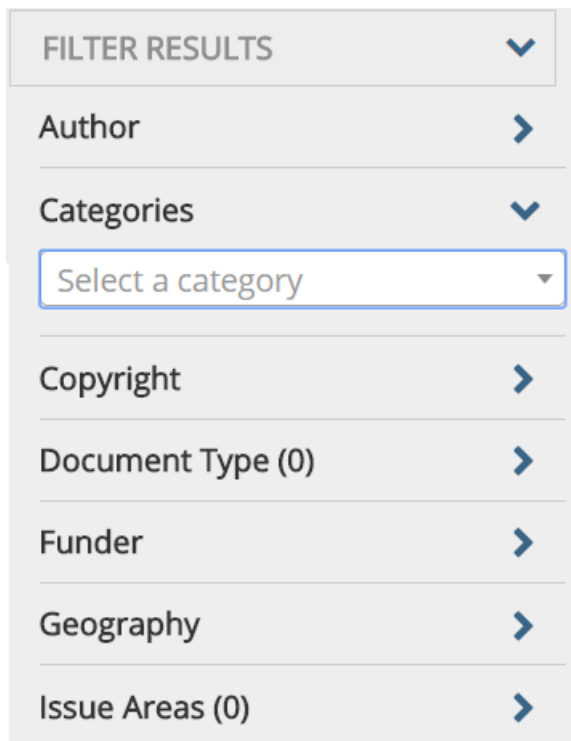 FILTER RESULTS
Author
Categories
Select a category
Copyright
Document Type (0)
Funder
Geography
Issue Areas (0)